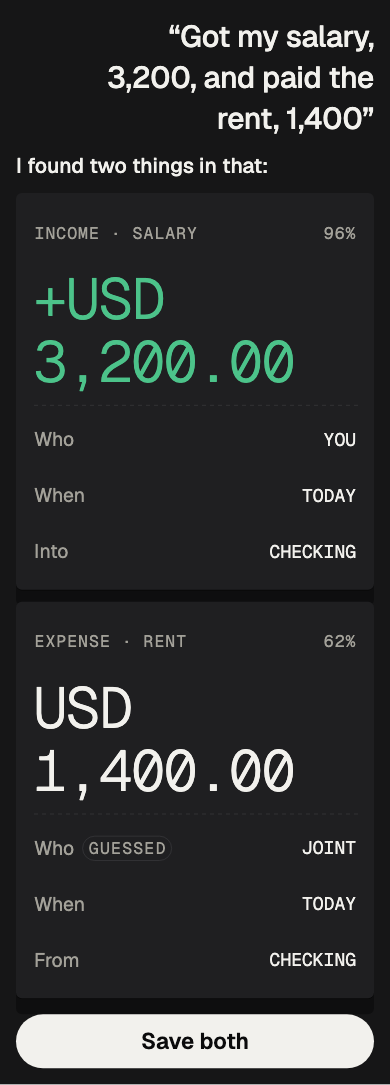 “Got my salary,
3,200, and paid the
rent, 1,400”
I found two things in that:
INCOME · SALARY 96%
+USD
3,200.00
Who YOU
When TODAY
Into CHECKING
EXPENSE · RENT 62%
USD
1,400.00
Who GUESSED JOINT
When TODAY
From CHECKING
Save both